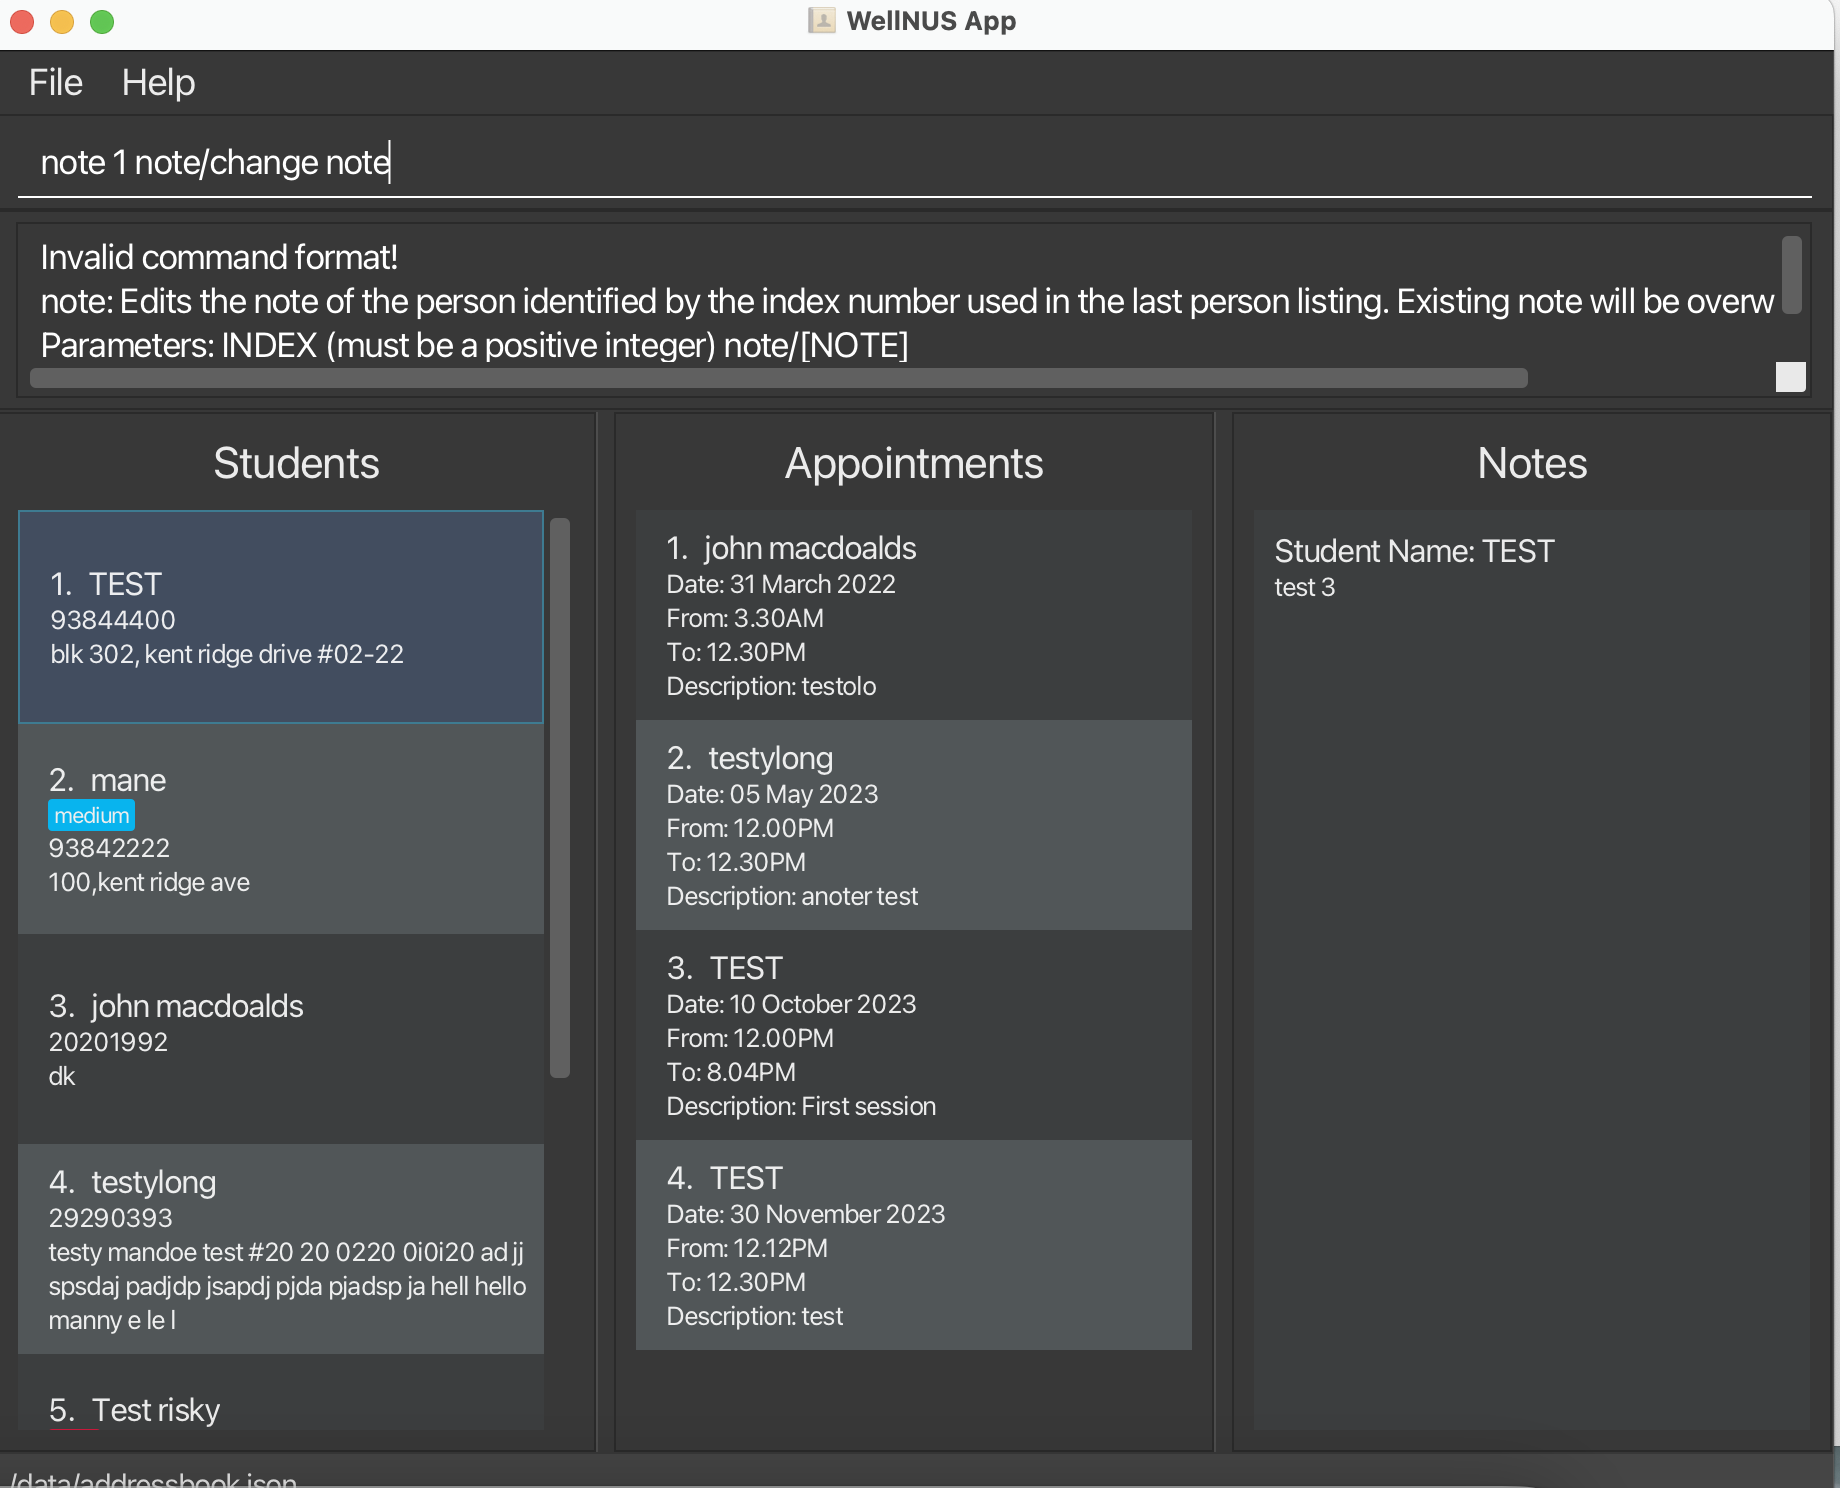 WellNUS App
File Help
note 1 note/change note
Invalid command format!
note: Edits the note of the person identified by the index number used in the last person listing. Existing note will be overw
Parameters: INDEX (must be a positive integer) note/[NOTE]
Students
1. TEST
93844400
blk 302, kent ridge drive #02-22
2. mane
medium
93842222
100,kent ridge ave
3. john macdoalds
20201992
dk
4. testylong
29290393
testy mandoe test #20 20 0220 0i0i20 ad jj
spsdaj padjdp jsapdj pjda pjadsp ja hell hello
manny e le l
5. Test risky
Appointments
1. john macdoalds
Date: 31 March 2022
From: 3.30AM
To: 12.30PM
Description: testolo
2. testylong
Date: 05 May 2023
From: 12.00PM
To: 12.30PM
Description: anoter test
3. TEST
Date: 10 October 2023
From: 12.00PM
To: 8.04PM
Description: First session
4. TEST
Date: 30 November 2023
From: 12.12PM
To: 12.30PM
Description: test
Notes
Student Name: TEST
test 3
/data/addressbook.json